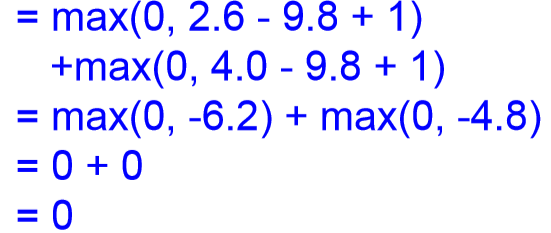 = max(0, 2.6 - 9.8 + 1)
+max(0, 4.0 - 9.8 + 1)
= max(0, -6.2) + max(0, -4.8)
= 0 + 0
= 0